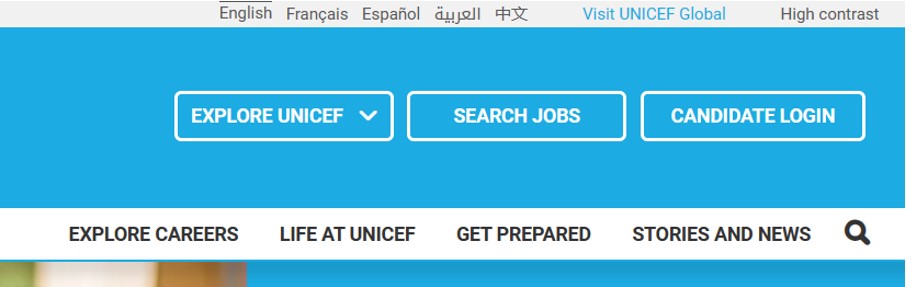 English Français Español العربية 中文 Visit UNICEF Global High contrast
EXPLORE UNICEF SEARCH JOBS CANDIDATE LOGIN
EXPLORE CAREERS LIFE AT UNICEF GET PREPARED STORIES AND NEWS